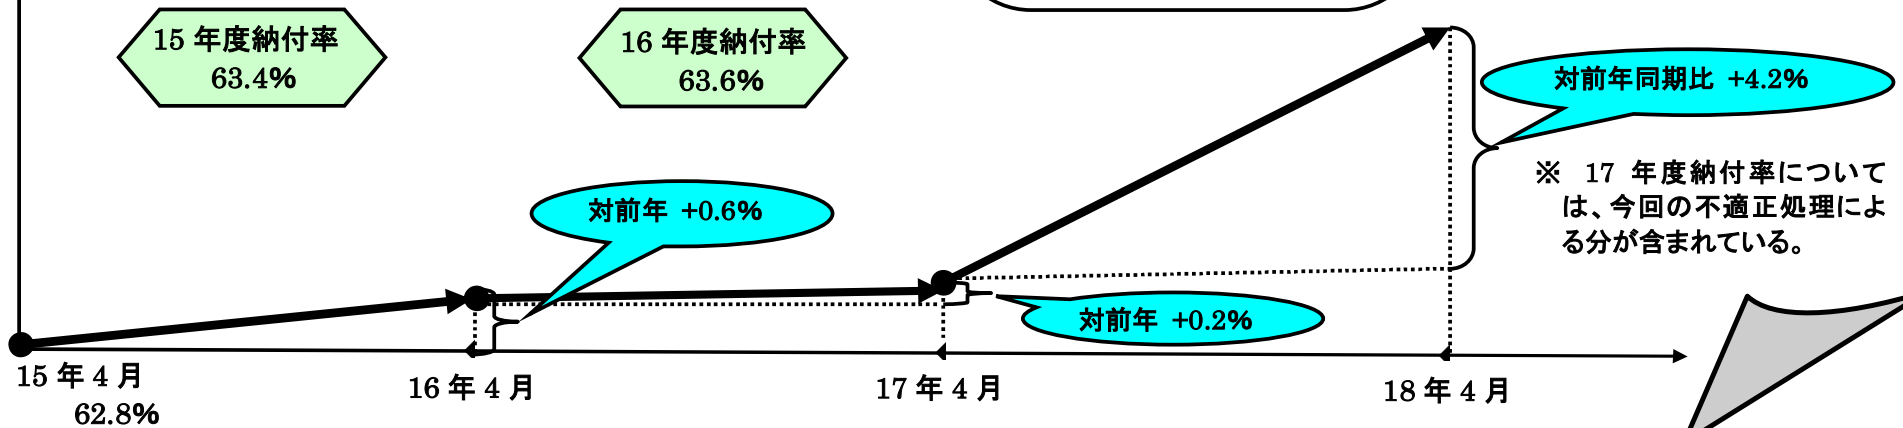 15 年度納付率
63.4%
16 年度納付率
63.6%
対前年同期比 +4.2%
※ 17 年度納付率について
は、今回の不適正処理によ
る分が含まれている。
対前年 +0.6%
対前年 +0.2%
15 年 4 月
62.8%
16 年 4 月
17 年 4 月
18 年 4 月